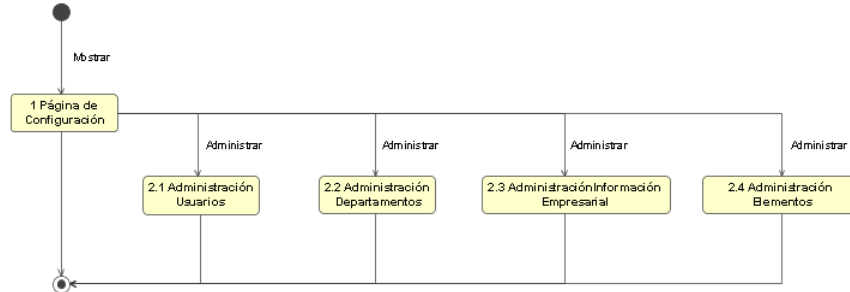 Mostrar
1 Página de
Configuración
Administrar
Administrar
Administrar
Administrar
2.1 Administración
Usuarios
2.2 Administración
Departamentos
2.3 AdministraciónInformación
Empresarial
2.4 Administración
Elementos